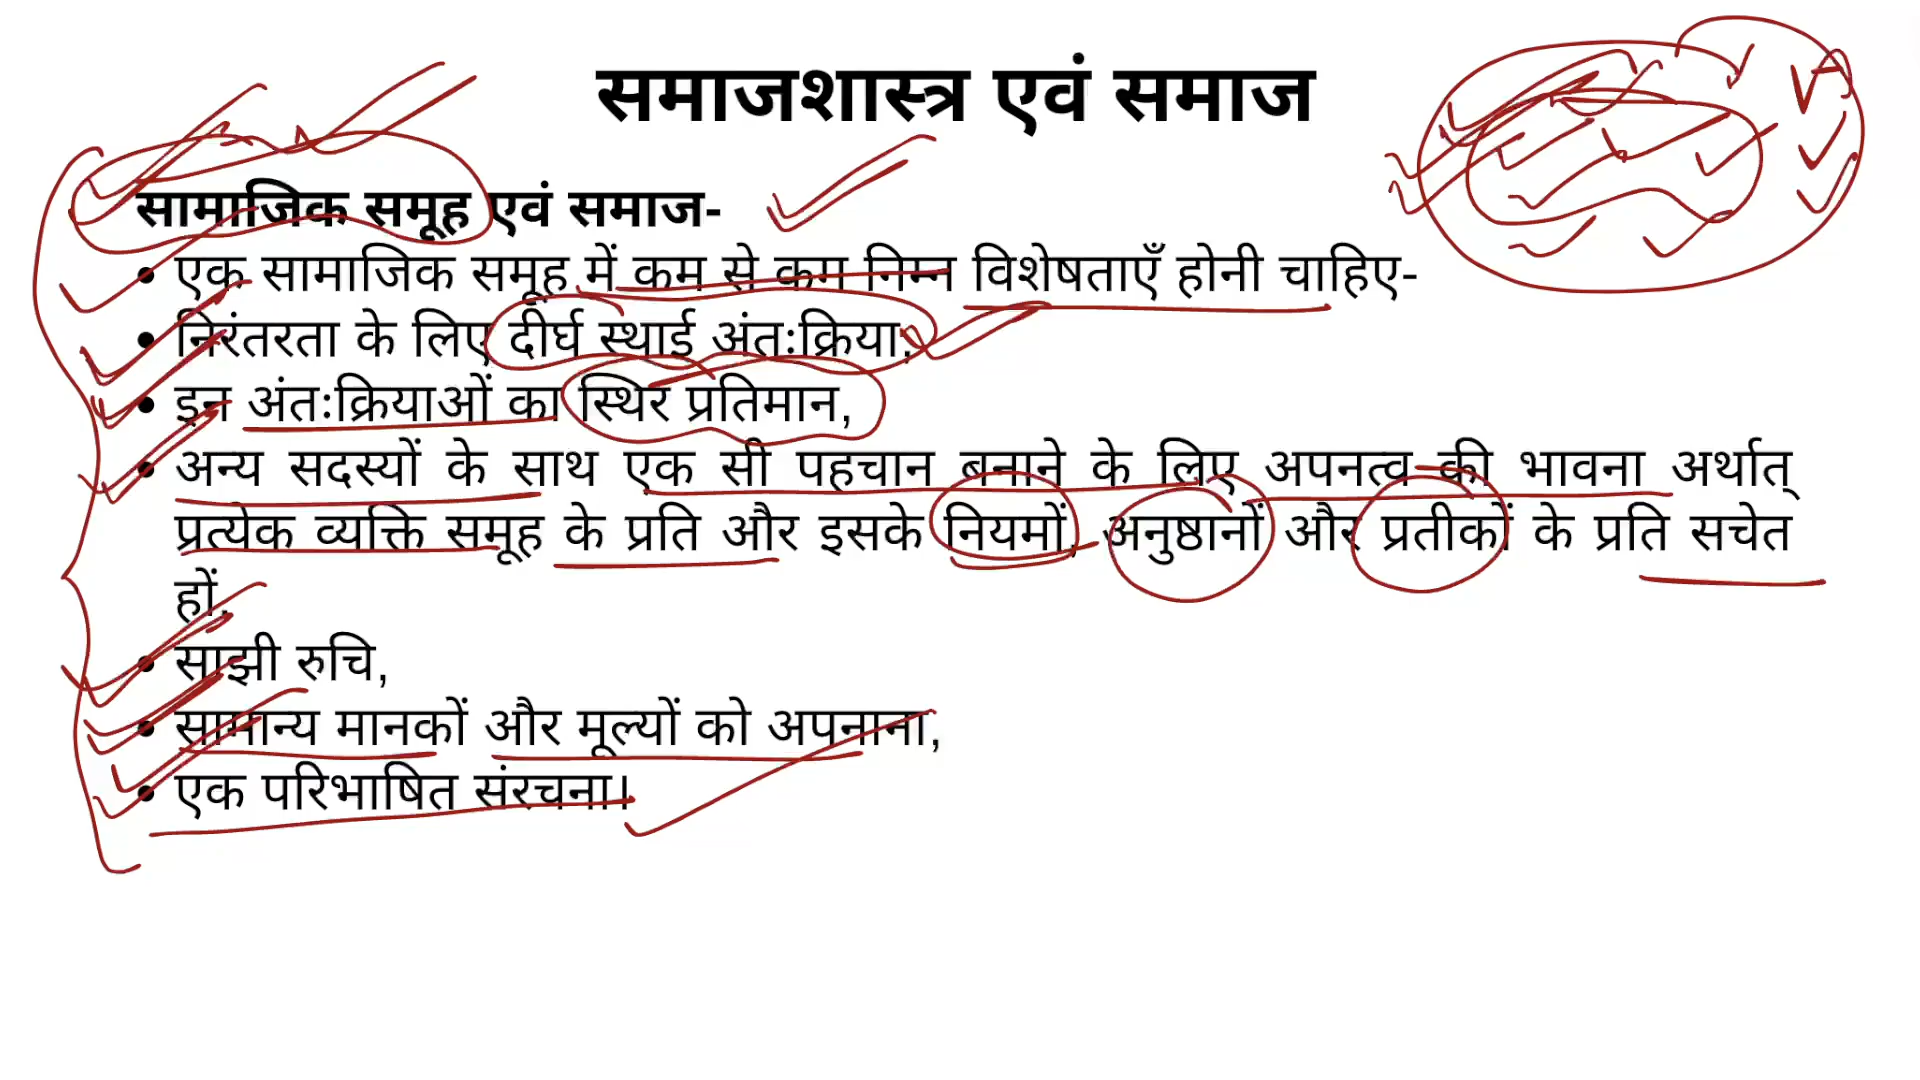 समाजशास्त्र एवं समाज
सामाजिक समूह एवं समाज-
• एक सामाजिक समूह में कम से कम निम्न विशेषताएँ होनी चाहिए-
• निरंतरता के लिए दीर्घ स्थाई अंतःक्रिया,
• इन अंतःक्रियाओं का स्थिर प्रतिमान,
• अन्य सदस्यों के साथ एक सी पहचान बनाने के लिए अपनत्व की भावना अर्थात्
प्रत्येक व्यक्ति समूह के प्रति और इसके नियमों, अनुष्ठानों और प्रतीकों के प्रति सचेत
हों,
• साझी रुचि,
• सामान्य मानकों और मूल्यों को अपनाना,
• एक परिभाषित संरचना।